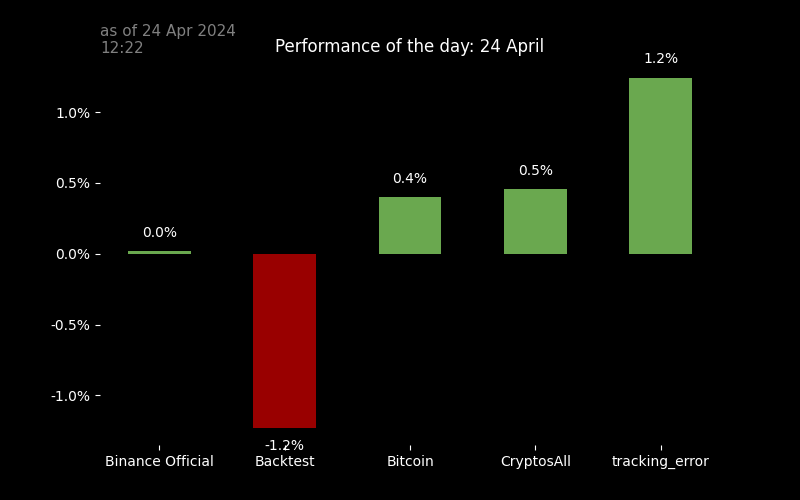 as of 24 Apr 2024
12:22
Performance of the day: 24 April
1.2%
1.0%
0.5%
0.5%
0.4%
0.0%
0.0%
-0.5%
-1.0%
-1.2%
Binance Official
Backtest
Bitcoin
CryptosAll
tracking_error